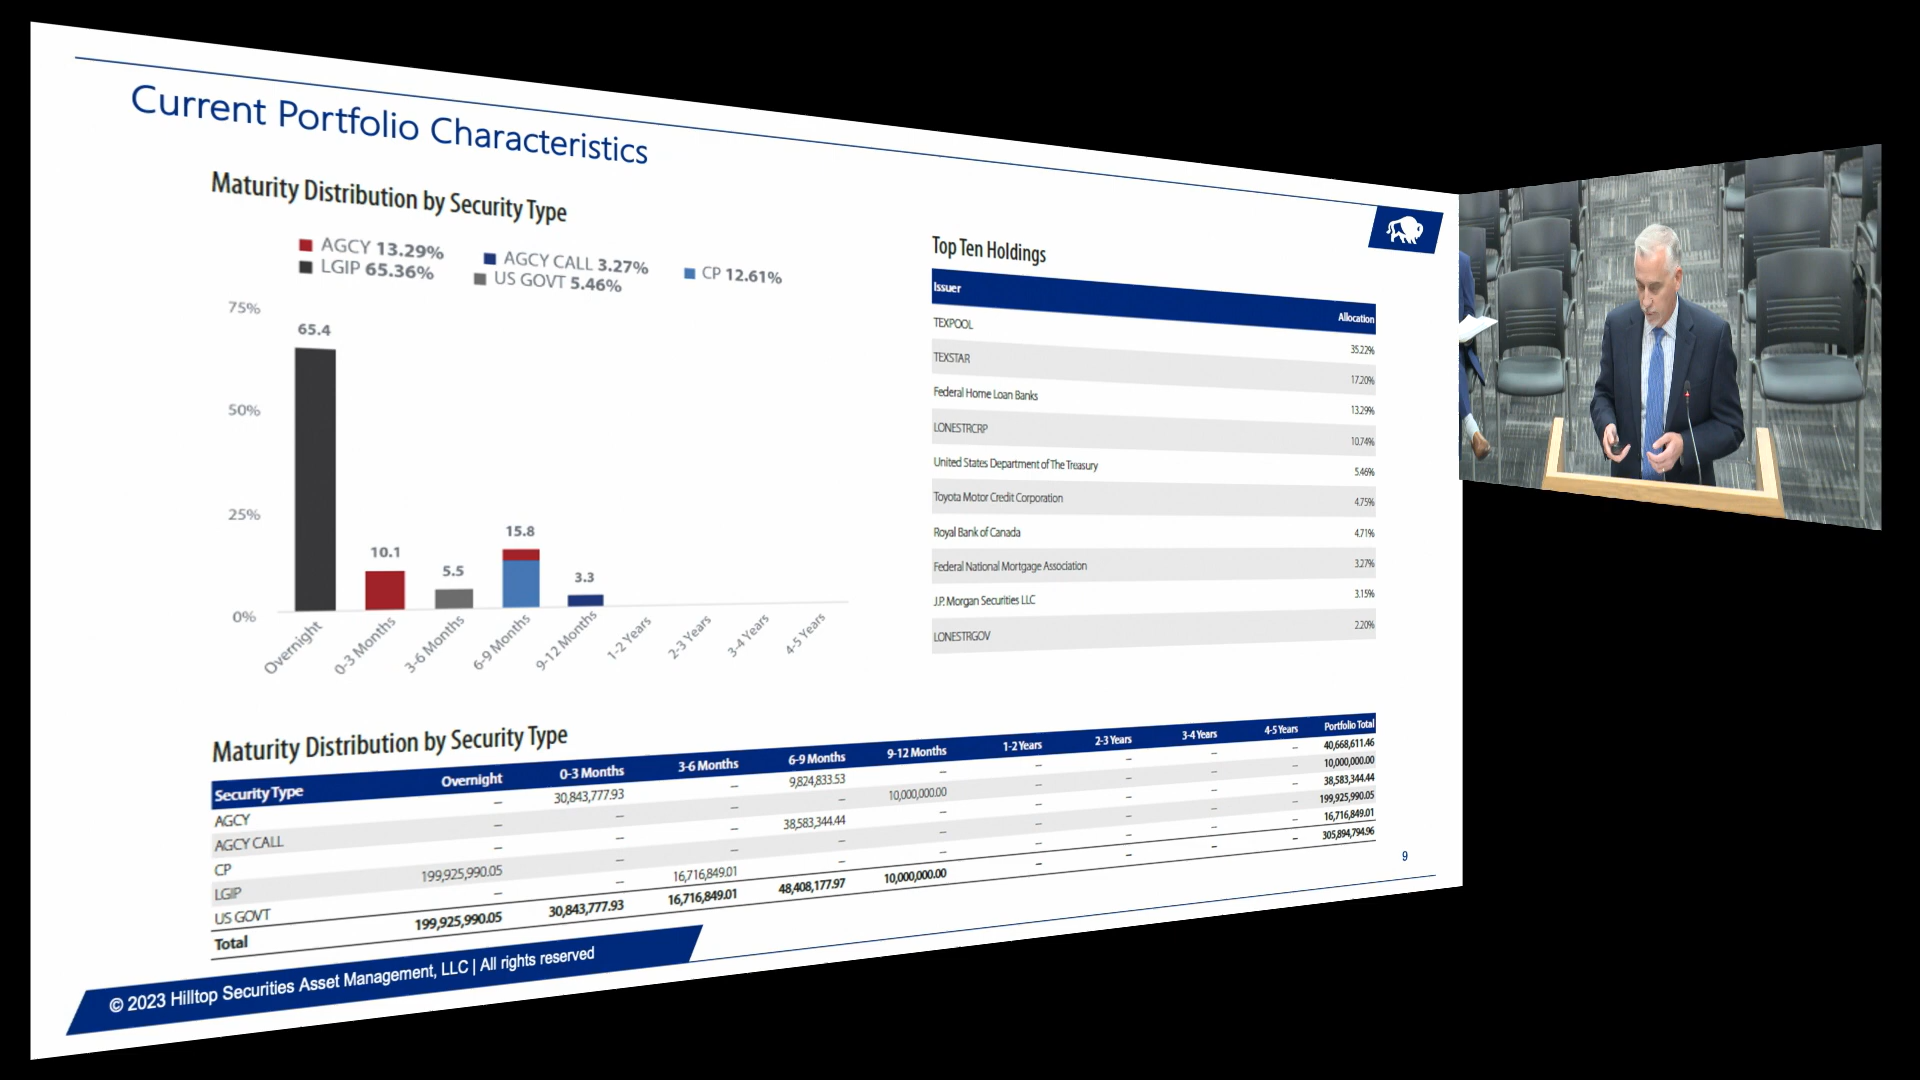 Current Portfolio Characteristics
Maturity Distribution by Security Type
AGCY 13.29% AGCY CALL 3.27% CP 12.61%
LGIP 65.36% US GOVT 5.46%
75%
50%
25%
0%
65.4
10.1
5.5
15.8
3.3
Overnight 0-3 Months 3-6 Months 6-9 Months 9-12 Months 1-2 Years 2-3 Years 3-4 Years 4-5 Years
Top Ten Holdings
Issuer Allocation
TEXPOOL 35.22%
TEXSTAR 17.20%
Federal Home Loan Banks 13.29%
LONESTRCRP 10.74%
United States Department of The Treasury 5.46%
Toyota Motor Credit Corporation 4.75%
Royal Bank of Canada 4.71%
Federal National Mortgage Association 3.27%
J.P. Morgan Securities LLC 3.15%
LONESTRGOV 2.20%
Maturity Distribution by Security Type
Security Type Overnight 0-3 Months 3-6 Months 6-9 Months 9-12 Months 1-2 Years 2-3 Years 3-4 Years 4-5 Years Portfolio Total
AGCY -- 30,843,777.93 -- 9,824,833.53 -- -- -- -- -- 40,668,611.46
AGCY CALL -- -- -- -- 10,000,000.00 -- -- -- -- 10,000,000.00
CP -- -- -- 38,583,344.44 -- -- -- -- -- 38,583,344.44
LGIP 199,925,990.05 -- -- -- -- -- -- -- -- 199,925,990.05
US GOVT -- -- 16,716,849.01 -- -- -- -- -- -- 16,716,849.01
Total 199,925,990.05 30,843,777.93 16,716,849.01 48,408,177.97 10,000,000.00 -- -- -- -- 305,894,794.96
9
© 2023 Hilltop Securities Asset Management, LLC | All rights reserved